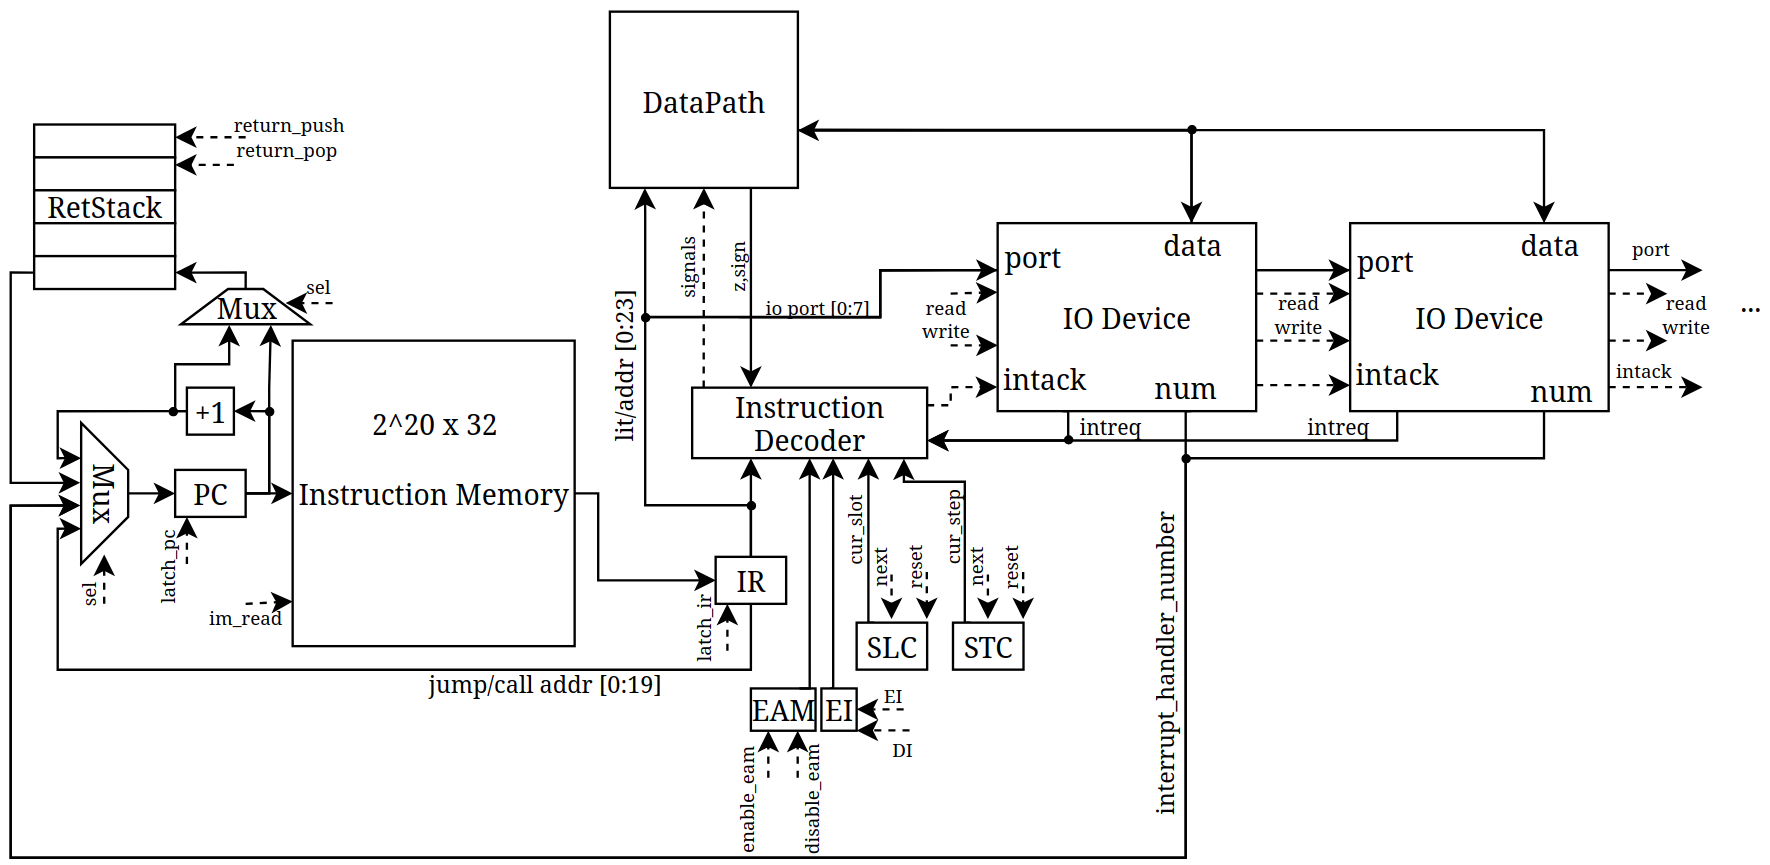 DataPath
return_push
return_pop
RetStack
sel
Mux
+1
Mux
PC
sel
latch_pc
im_read
2^20 x 32
Instruction Memory
lit/addr [0:23]
signals
z,sign
io port [0:7]
Instruction
Decoder
IR
latch_ir
jump/call addr [0:19]
EAM
EI
EI
DI
enable_eam
disable_eam
cur_slot
next
reset
SLC
cur_step
next
reset
STC
port
data
read
write
IO Device
intack
num
intreq
read
write
port
data
IO Device
intack
num
intreq
port
read
write
intack
...
interrupt_handler_number